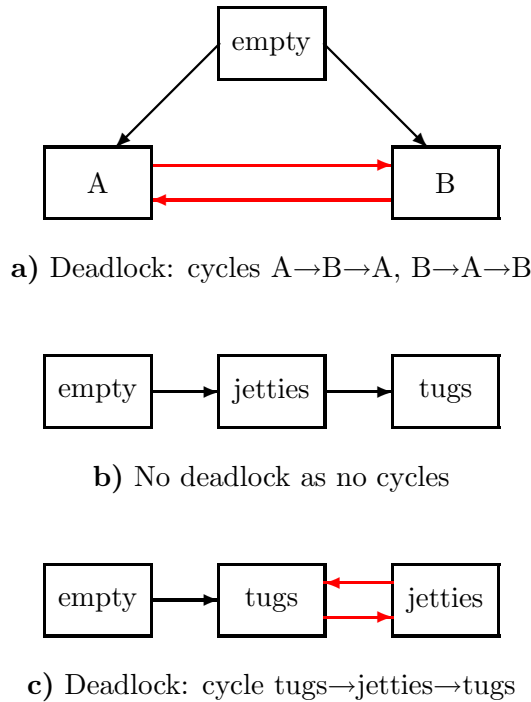 empty
A B
a) Deadlock: cycles A→B→A, B→A→B
empty jetties tugs
b) No deadlock as no cycles
empty tugs jetties
c) Deadlock: cycle tugs→jetties→tugs